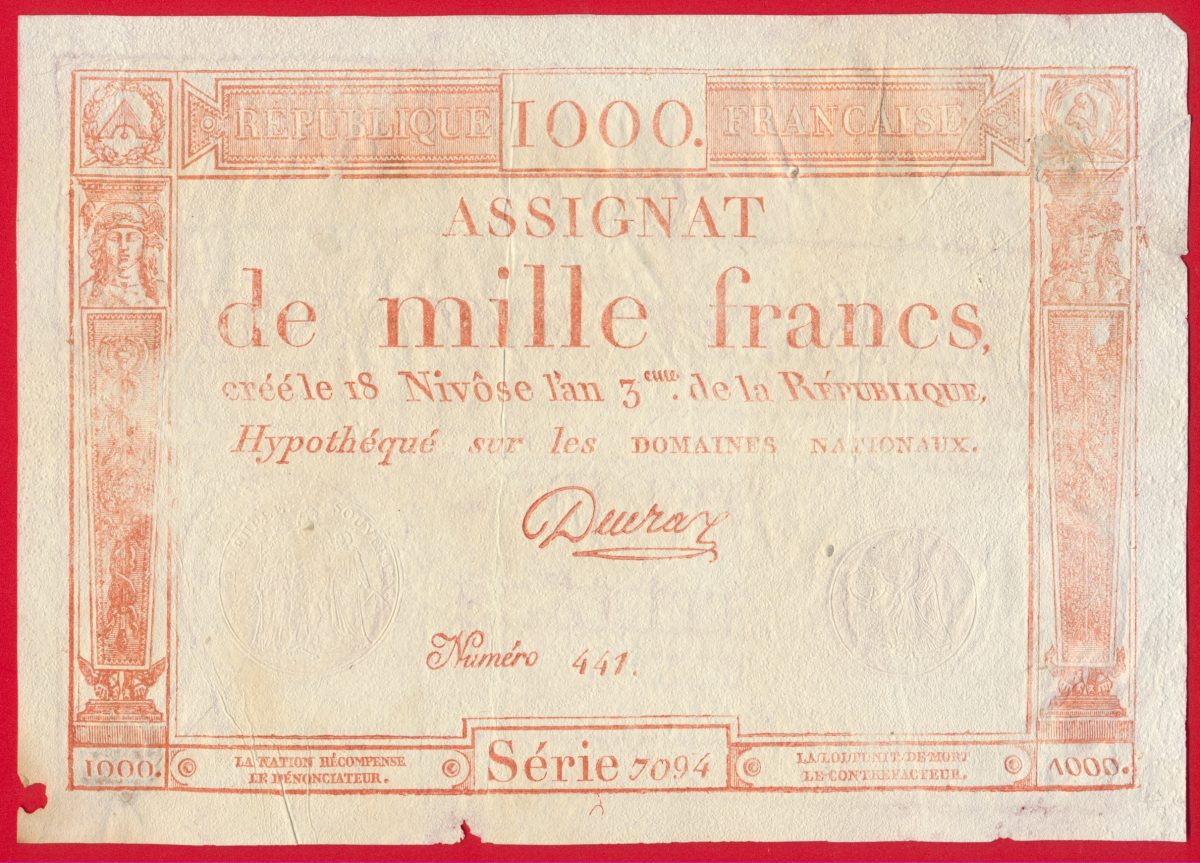 RÉPUBLIQUE 1000. FRANÇAISE
ASSIGNAT
de mille francs,
créé le 18 Nivôse l'an 3eme. de la RÉPUBLIQUE,
Hypothéqué sur les DOMAINES NATIONAUX.
Duvral
Numéro 441.
1000.
LA NATION RÉCOMPENSE
LE DÉNONCIATEUR.
Série 7094
LA LOI PUNIT DE MORT
LE CONTREFACTEUR.
1000.